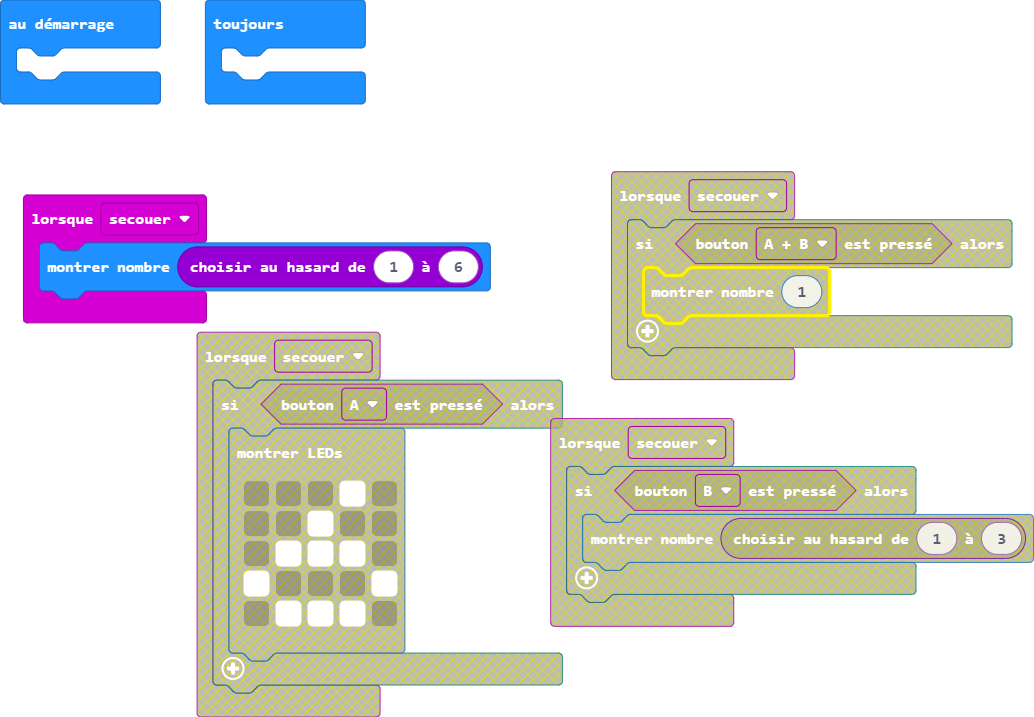 au démarrage
toujours
lorsque secouer
montrer nombre choisir au hasard de 1 à 6
lorsque secouer
si bouton A + B est pressé alors
montrer nombre 1
lorsque secouer
si bouton A est pressé alors
montrer LEDs
lorsque secouer
si bouton B est pressé alors
montrer nombre choisir au hasard de 1 à 3